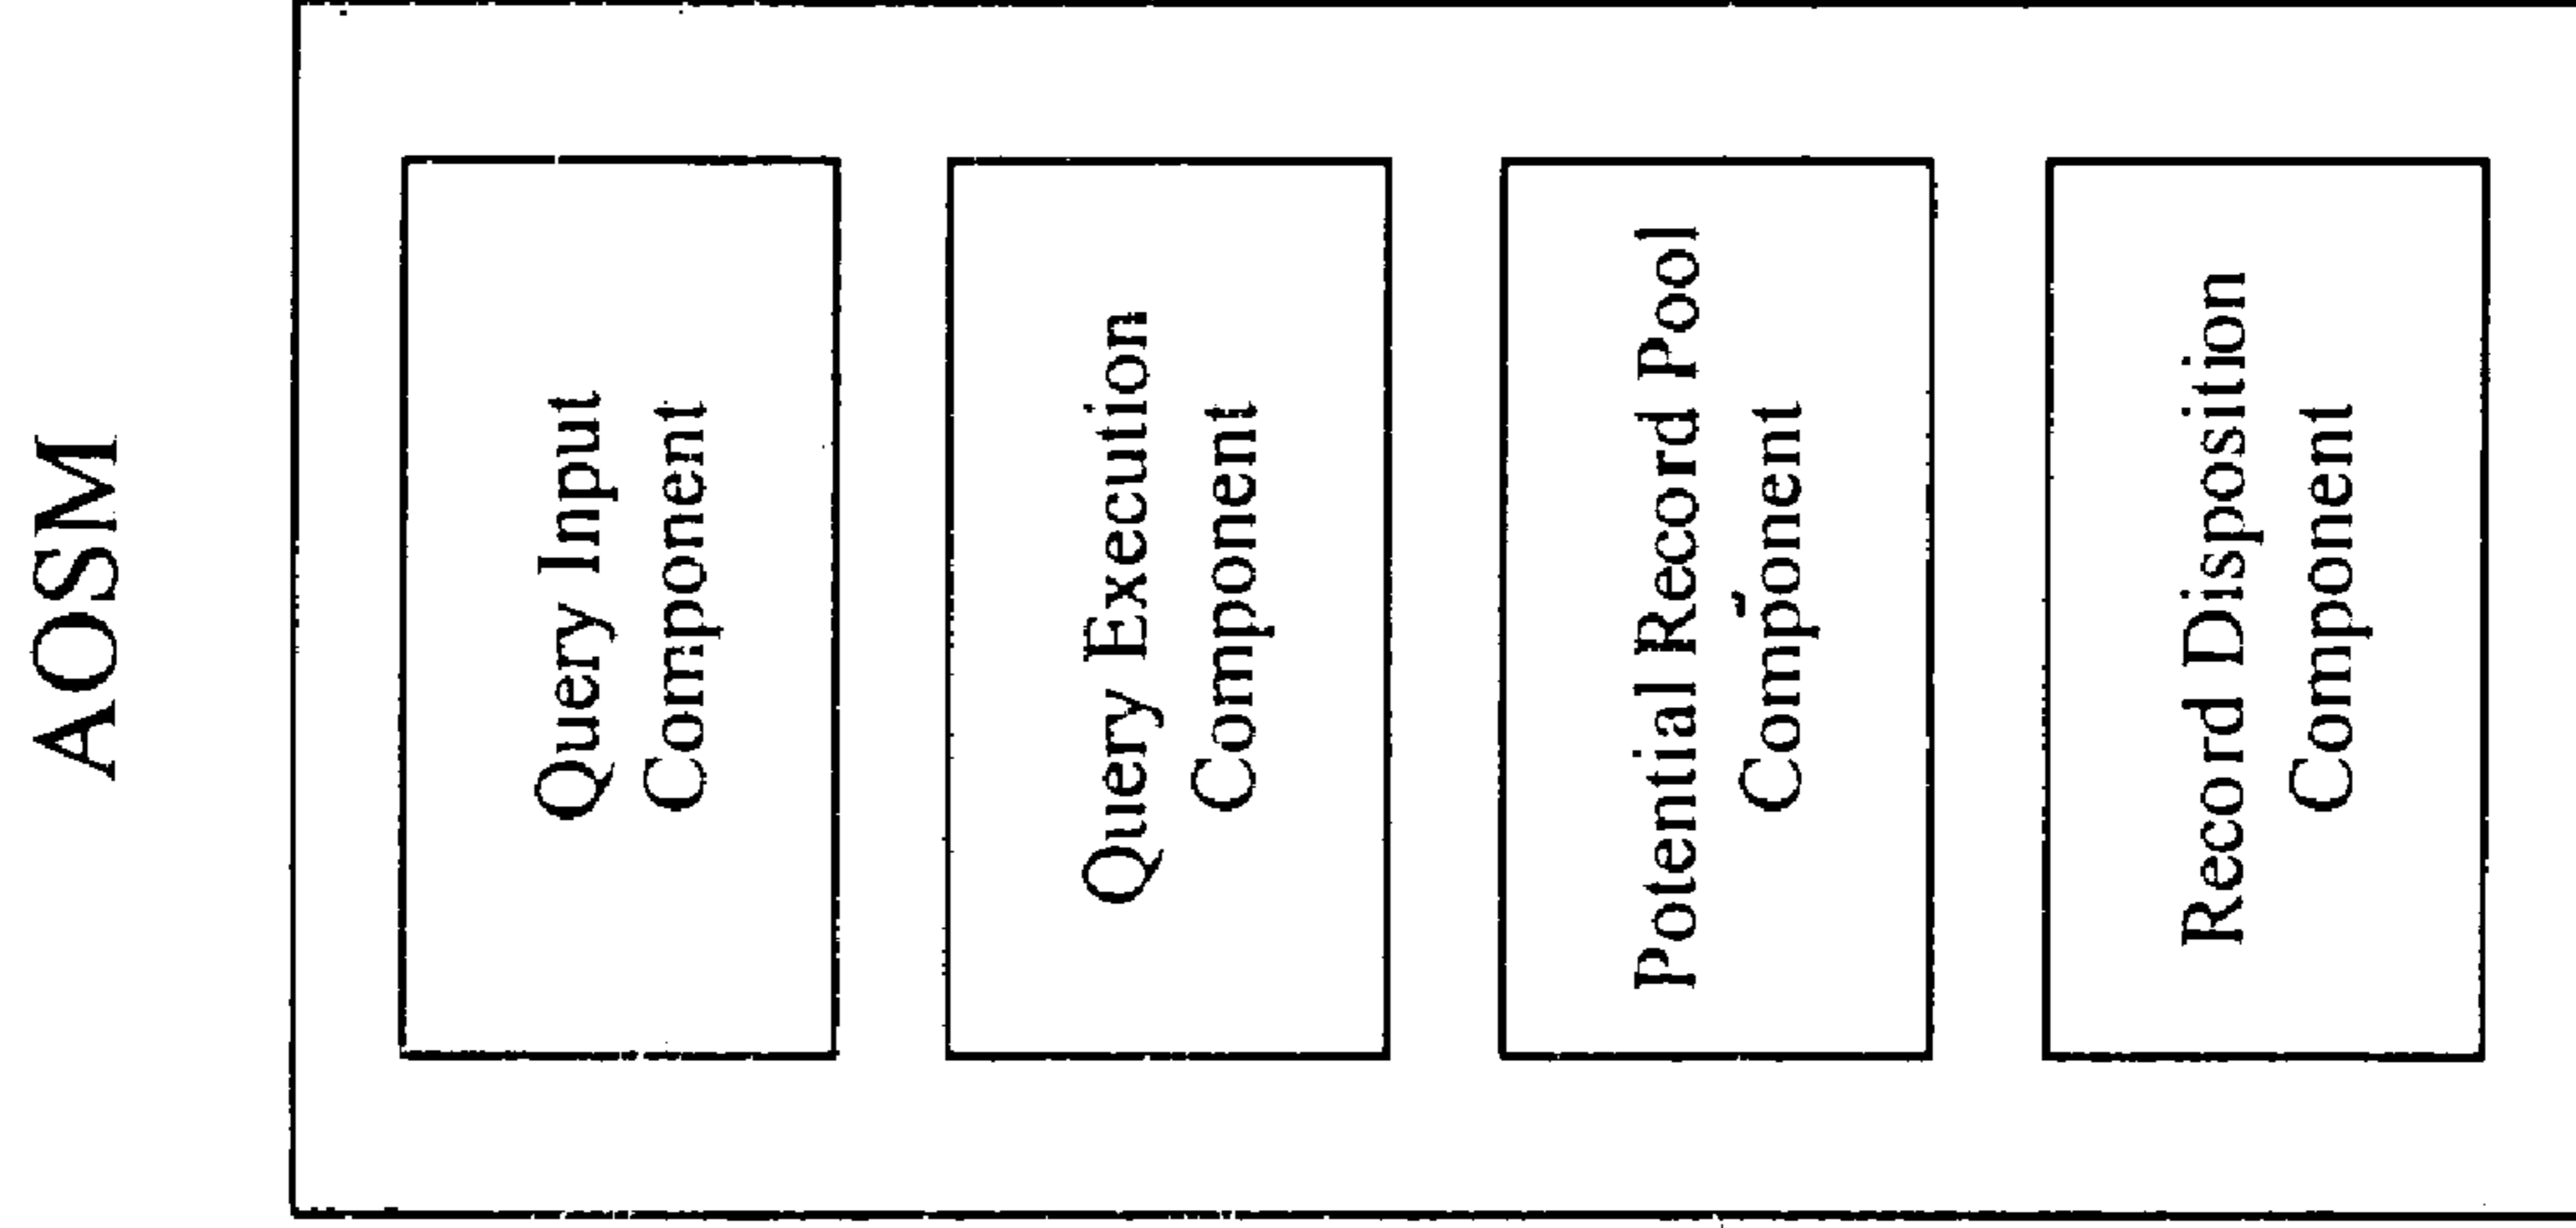 AOSM
Query Input
Component
Query Execution
Component
Potential Record Pool
Component
Record Disposition
Component